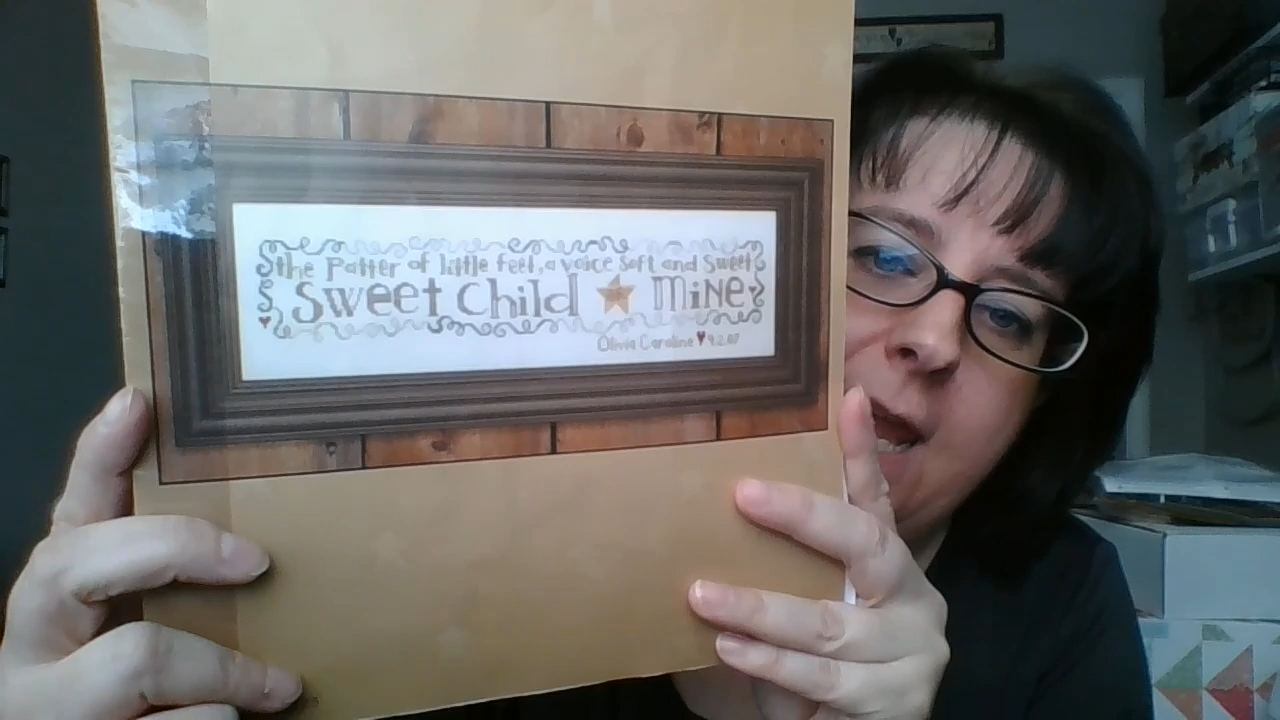 the Patter of little feet, a voice soft and sweet
Sweet Child Mine
Olivia Caroline 9.2.07